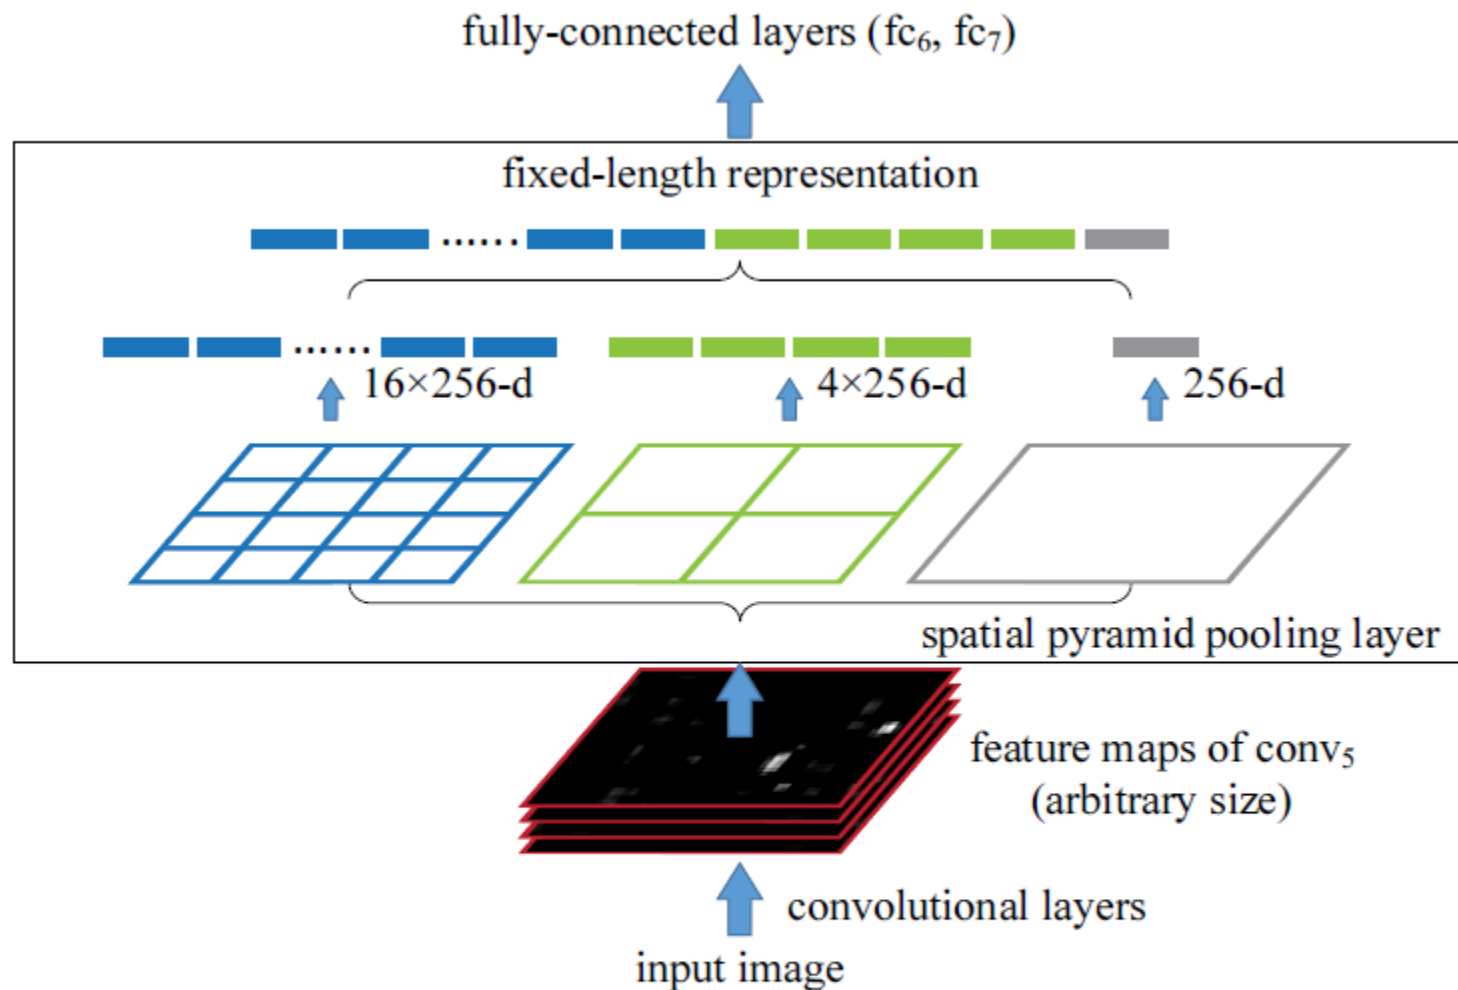 fully-connected layers (fc₆, fc₇)
fixed-length representation
......
......
16×256-d
4×256-d
256-d
spatial pyramid pooling layer
feature maps of conv₅
(arbitrary size)
convolutional layers
input image